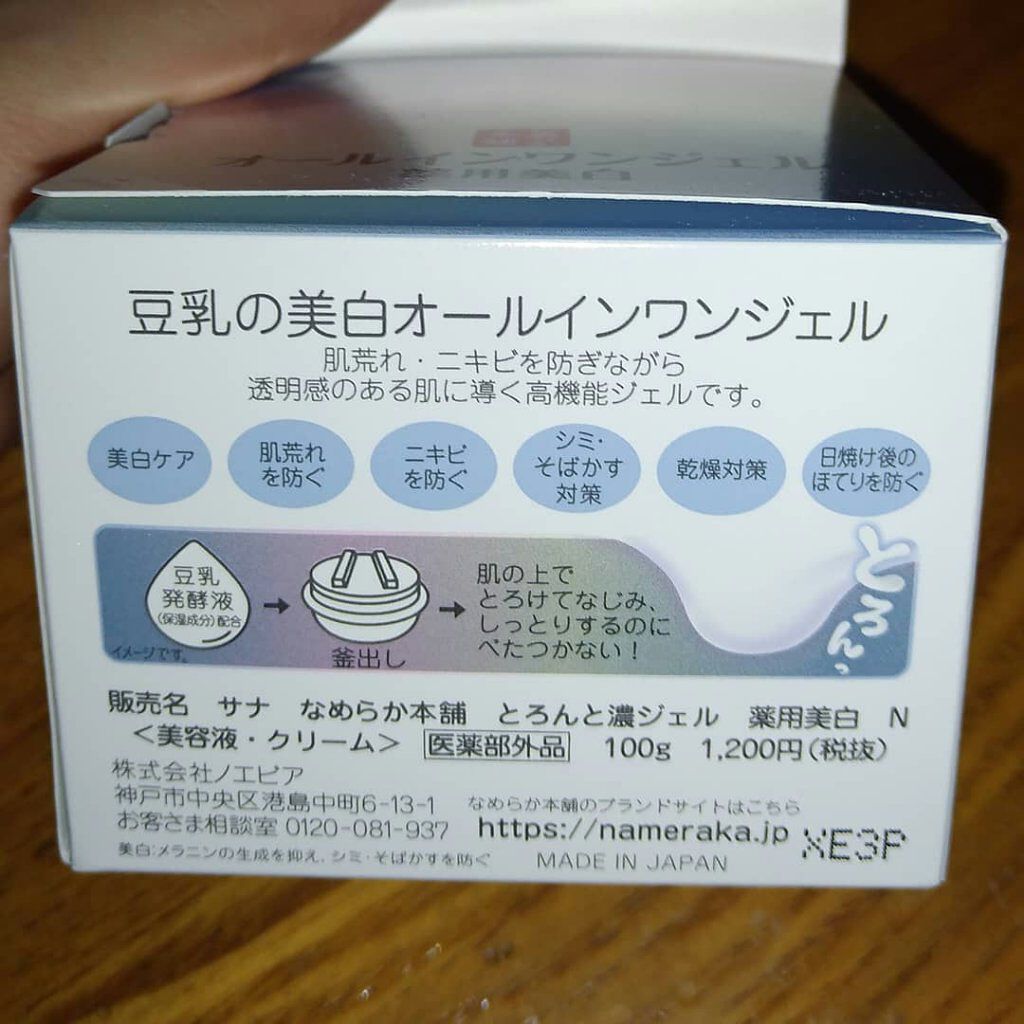 オールインワンジェル
薬用美白
豆乳の美白オールインワンジェル
肌荒れ・ニキビを防ぎながら
透明感のある肌に導く高機能ジェルです。
美白ケア
肌荒れ
を防ぐ
ニキビ
を防ぐ
シミ・
そばかす
対策
乾燥対策
日焼け後の
ほてりを防ぐ
豆乳
発酵液
(保湿成分)配合
イメージです。
釜出し
肌の上で
とろけてなじみ、
しっとりするのに
べたつかない!
とろんっ
販売名 サナ なめらか本舗 とろんと濃ジェル 薬用美白 N
<美容液・クリーム> 医薬部外品 100g 1,200円(税抜)
株式会社ノエビア
神戸市中央区港島中町6-13-1
お客さま相談室 0120-081-937
なめらか本舗のブランドサイトはこちら
https://nameraka.jp
美白:メラニンの生成を抑え、シミ・そばかすを防ぐ
MADE IN JAPAN
XE3P